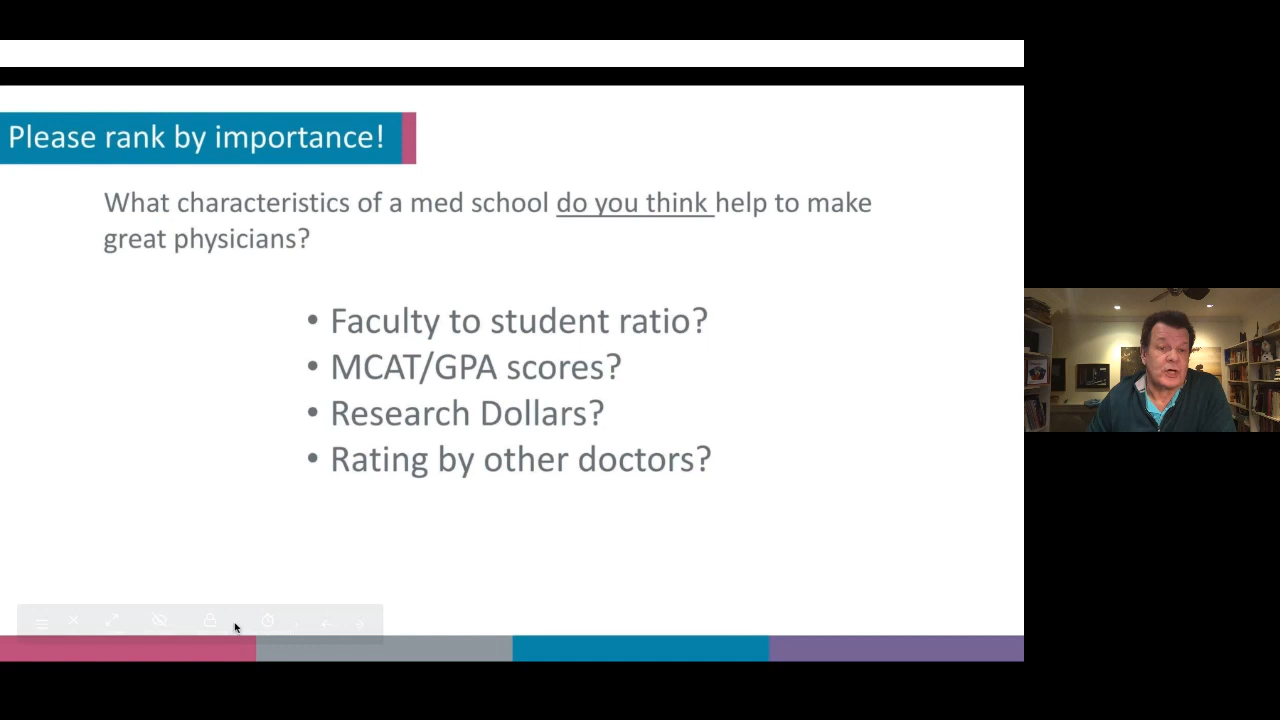 Please rank by importance!
What characteristics of a med school do you think help to make
great physicians?
• Faculty to student ratio?
• MCAT/GPA scores?
• Research Dollars?
• Rating by other doctors?